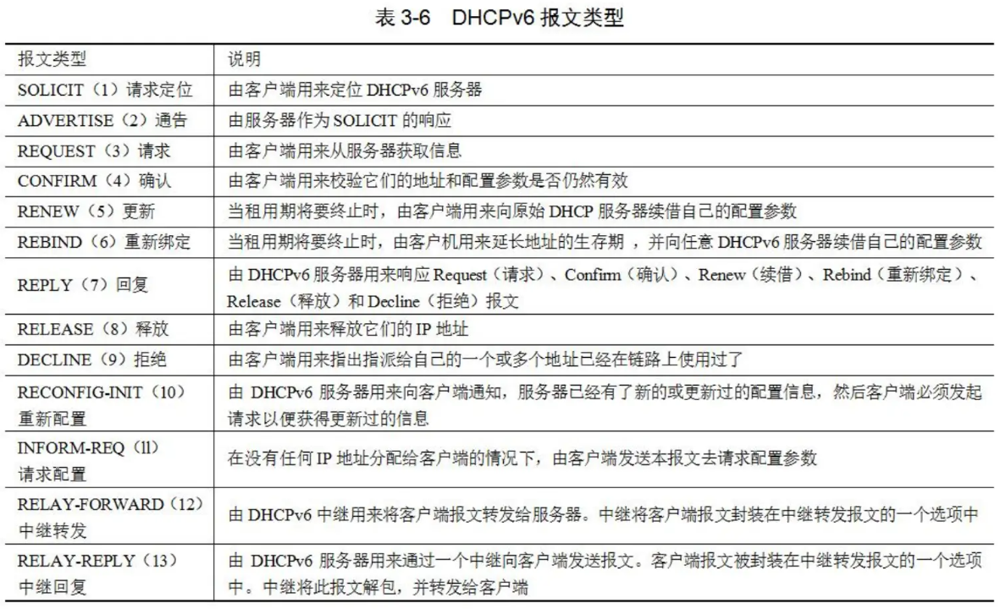 表 3-6 DHCPv6 报文类型
报文类型 说明
SOLICIT（1）请求定位 由客户端用来定位 DHCPv6 服务器
ADVERTISE（2）通告 由服务器作为 SOLICIT 的响应
REQUEST（3）请求 由客户端用来从服务器获取信息
CONFIRM（4）确认 由客户端用来校验它们的地址和配置参数是否仍然有效
RENEW（5）更新 当租用期将要终止时，由客户端用来向原始 DHCP 服务器续借自己的配置参数
REBIND（6）重新绑定 当租用期将要终止时，由客户机用来延长地址的生存期 ，并向任意 DHCPv6 服务器续借自己的配置参数
REPLY（7）回复
由 DHCPv6 服务器用来响应 Request（请求）、Confirm（确认）、Renew（续借）、Rebind（重新绑定）、
Release（释放）和 Decline（拒绝）报文
RELEASE（8）释放 由客户端用来释放它们的 IP 地址
DECLINE（9）拒绝 由客户端用来指出指派给自己的一个或多个地址已经在链路上使用过了
RECONFIG-INIT（10）
重新配置
由 DHCPv6 服务器用来向客户端通知，服务器已经有了新的或更新过的配置信息，然后客户端必须发起
请求以便获得更新过的信息
INFORM-REQ（ll）
请求配置
在没有任何 IP 地址分配给客户端的情况下，由客户端发送本报文去请求配置参数
RELAY-FORWARD（12）
中继转发
由 DHCPv6 中继用来将客户端报文转发给服务器。中继将客户端报文封装在中继转发报文的一个选项中
RELAY-REPLY（13）
中继回复
由 DHCPv6 服务器用来通过一个中继向客户端发送报文。客户端报文被封装在中继转发报文的一个选项
中。中继将此报文解包，并转发给客户端